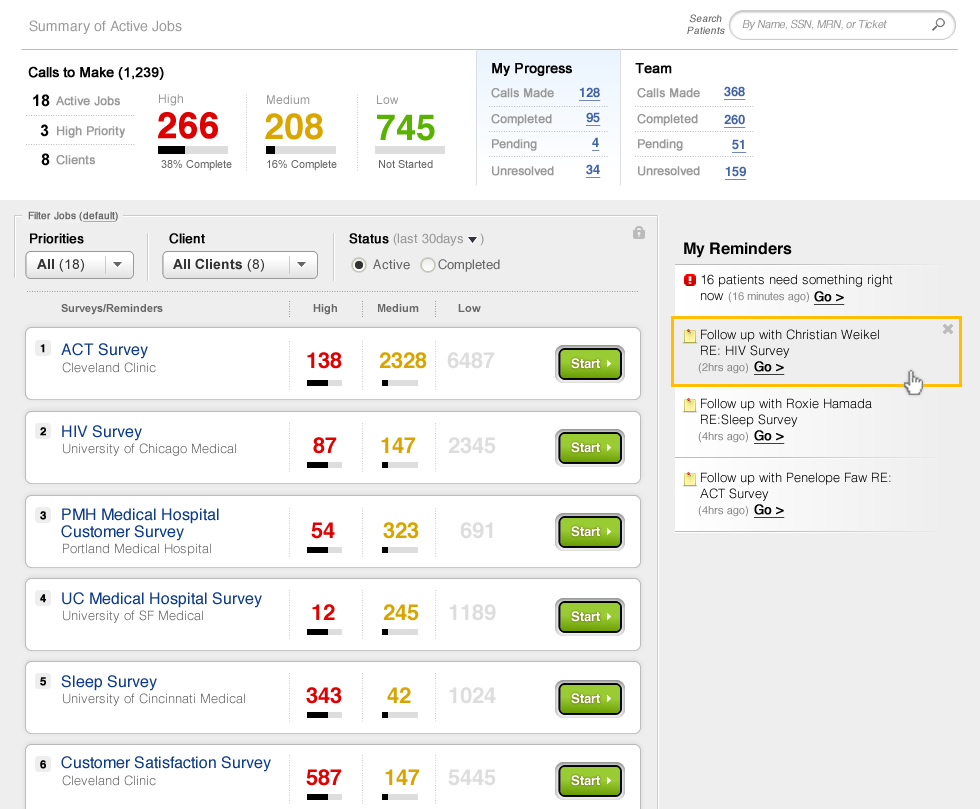 Summary of Active Jobs
Search
Patients
By Name, SSN, MRN, or Ticket
Calls to Make (1,239)
18 Active Jobs
3 High Priority
8 Clients
High
266
38% Complete
Medium
208
16% Complete
Low
745
Not Started
My Progress
Calls Made 128
Completed 95
Pending 4
Unresolved 34
Team
Calls Made 368
Completed 260
Pending 51
Unresolved 159
Filter Jobs (default)
Priorities
All (18)
Client
All Clients (8)
Status (last 30days )
Active Completed
Surveys/Reminders High Medium Low
1 ACT Survey
Cleveland Clinic
138 2328 6487 Start
2 HIV Survey
University of Chicago Medical
87 147 2345 Start
3 PMH Medical Hospital
Customer Survey
Portland Medical Hospital
54 323 691 Start
4 UC Medical Hospital Survey
University of SF Medical
12 245 1189 Start
5 Sleep Survey
University of Cincinnati Medical
343 42 1024 Start
6 Customer Satisfaction Survey
Cleveland Clinic
587 147 5445 Start
My Reminders
16 patients need something right
now (16 minutes ago) Go >
Follow up with Christian Weikel
RE: HIV Survey
(2hrs ago) Go >
Follow up with Roxie Hamada
RE:Sleep Survey
(4hrs ago) Go >
Follow up with Penelope Faw RE:
ACT Survey
(4hrs ago) Go >